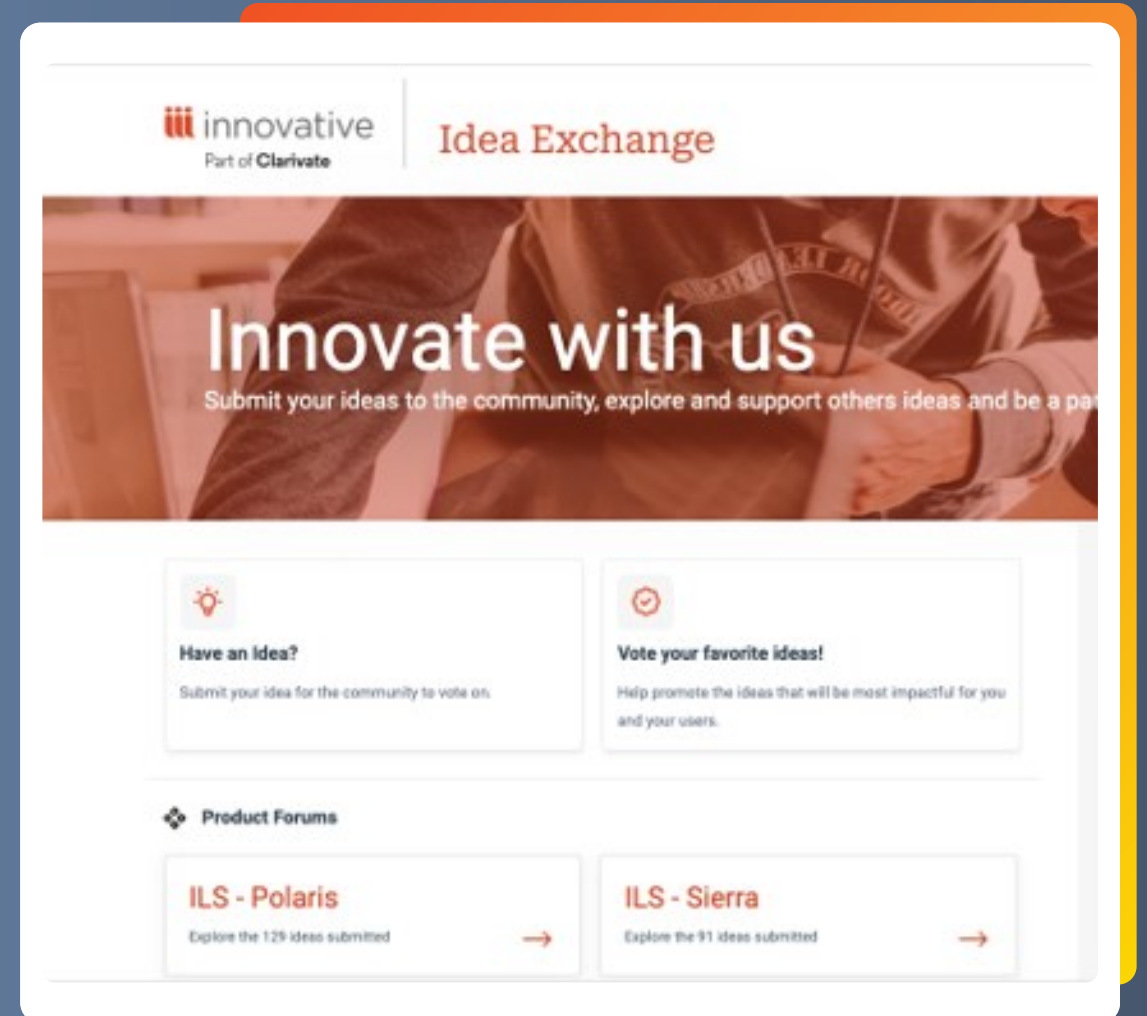 innovative
Part of Clarivate
Idea Exchange
Innovate with us
Submit your ideas to the community, explore and support others ideas and be a par
Have an Idea?
Submit your idea for the community to vote on.
Vote your favorite ideas!
Help promote the ideas that will be most impactful for you
and your users.
Product Forums
ILS - Polaris
Explore the 129 ideas submitted
ILS - Sierra
Explore the 91 ideas submitted